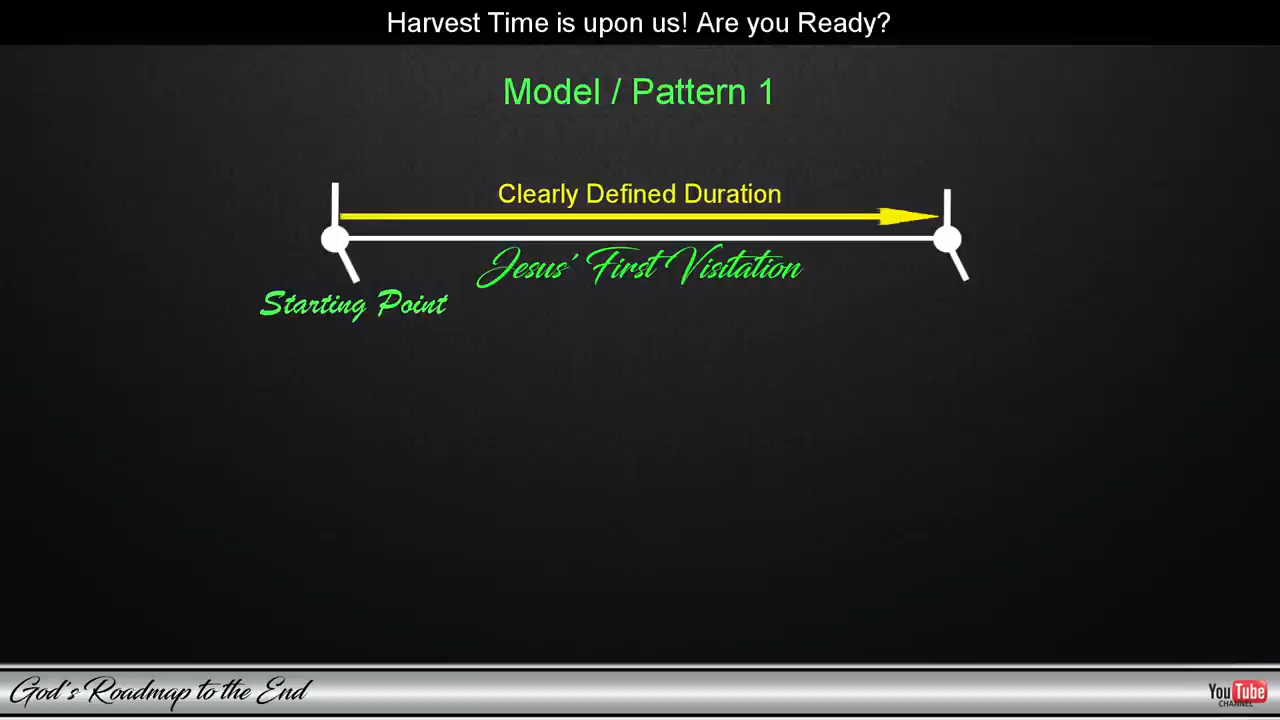 Harvest Time is upon us! Are you Ready?
Model / Pattern 1
Clearly Defined Duration
Jesus' First Visitation
Starting Point
God's Roadmap to the End
YouTube
CHANNEL